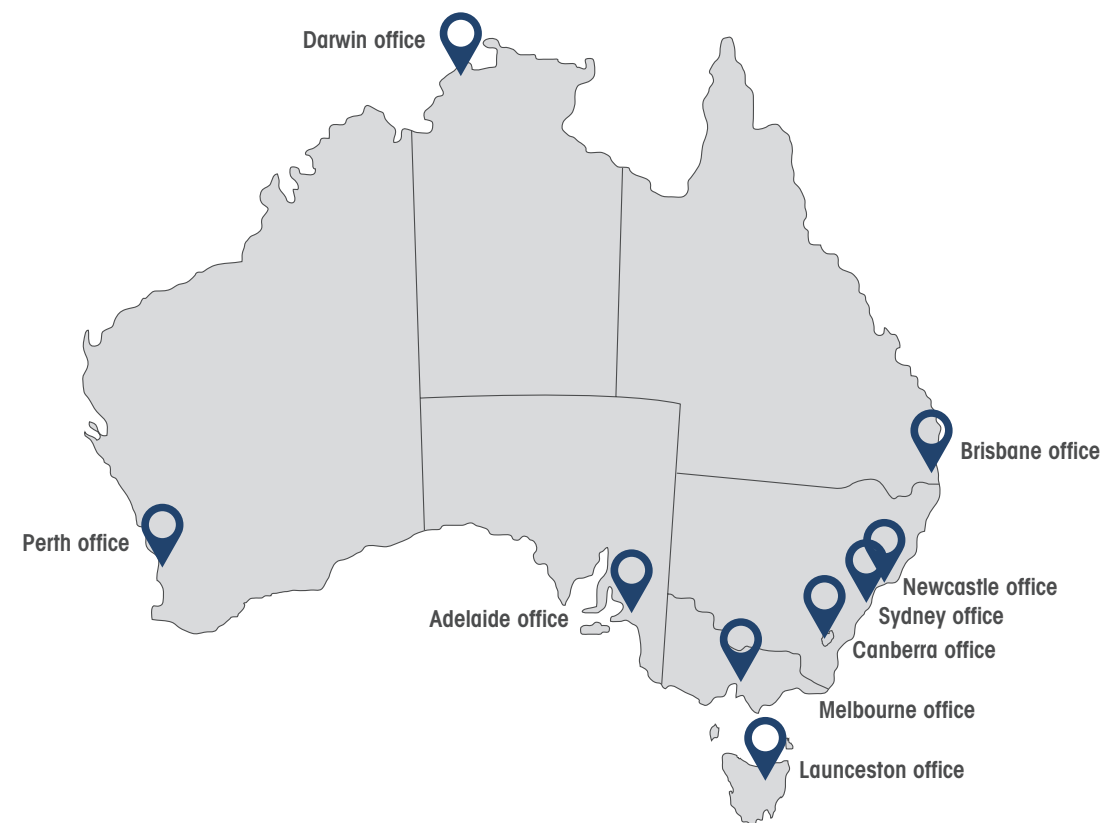 Darwin office
Brisbane office
Perth office
Newcastle office
Adelaide office
Sydney office
Canberra office
Melbourne office
Launceston office